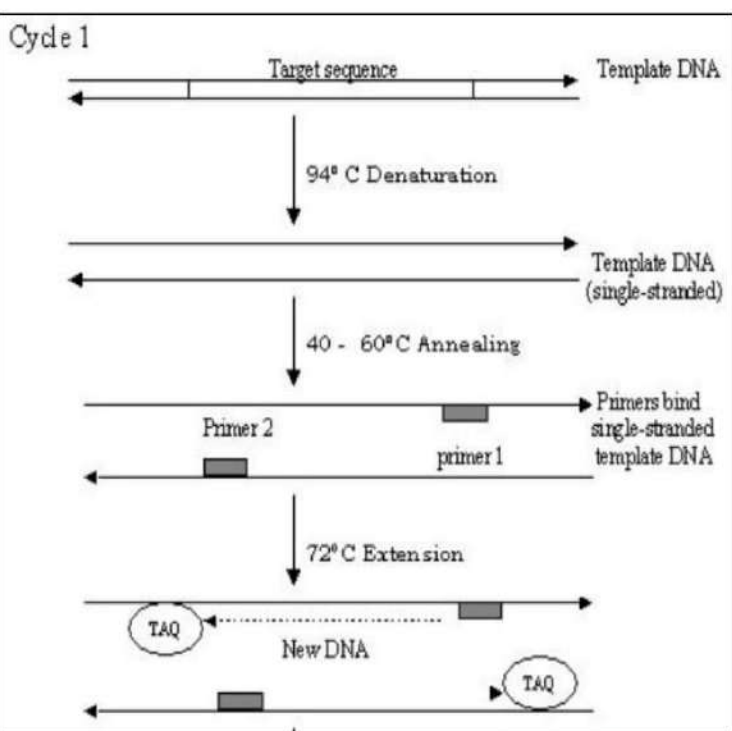 Cycle 1
Target sequence
Template DNA
94° C Denaturation
Template DNA
(single-stranded)
40 - 60°C Annealing
Primers bind
single-stranded
template DNA
Primer 2
primer 1
72°C Extension
TAQ
New DNA
TAQ